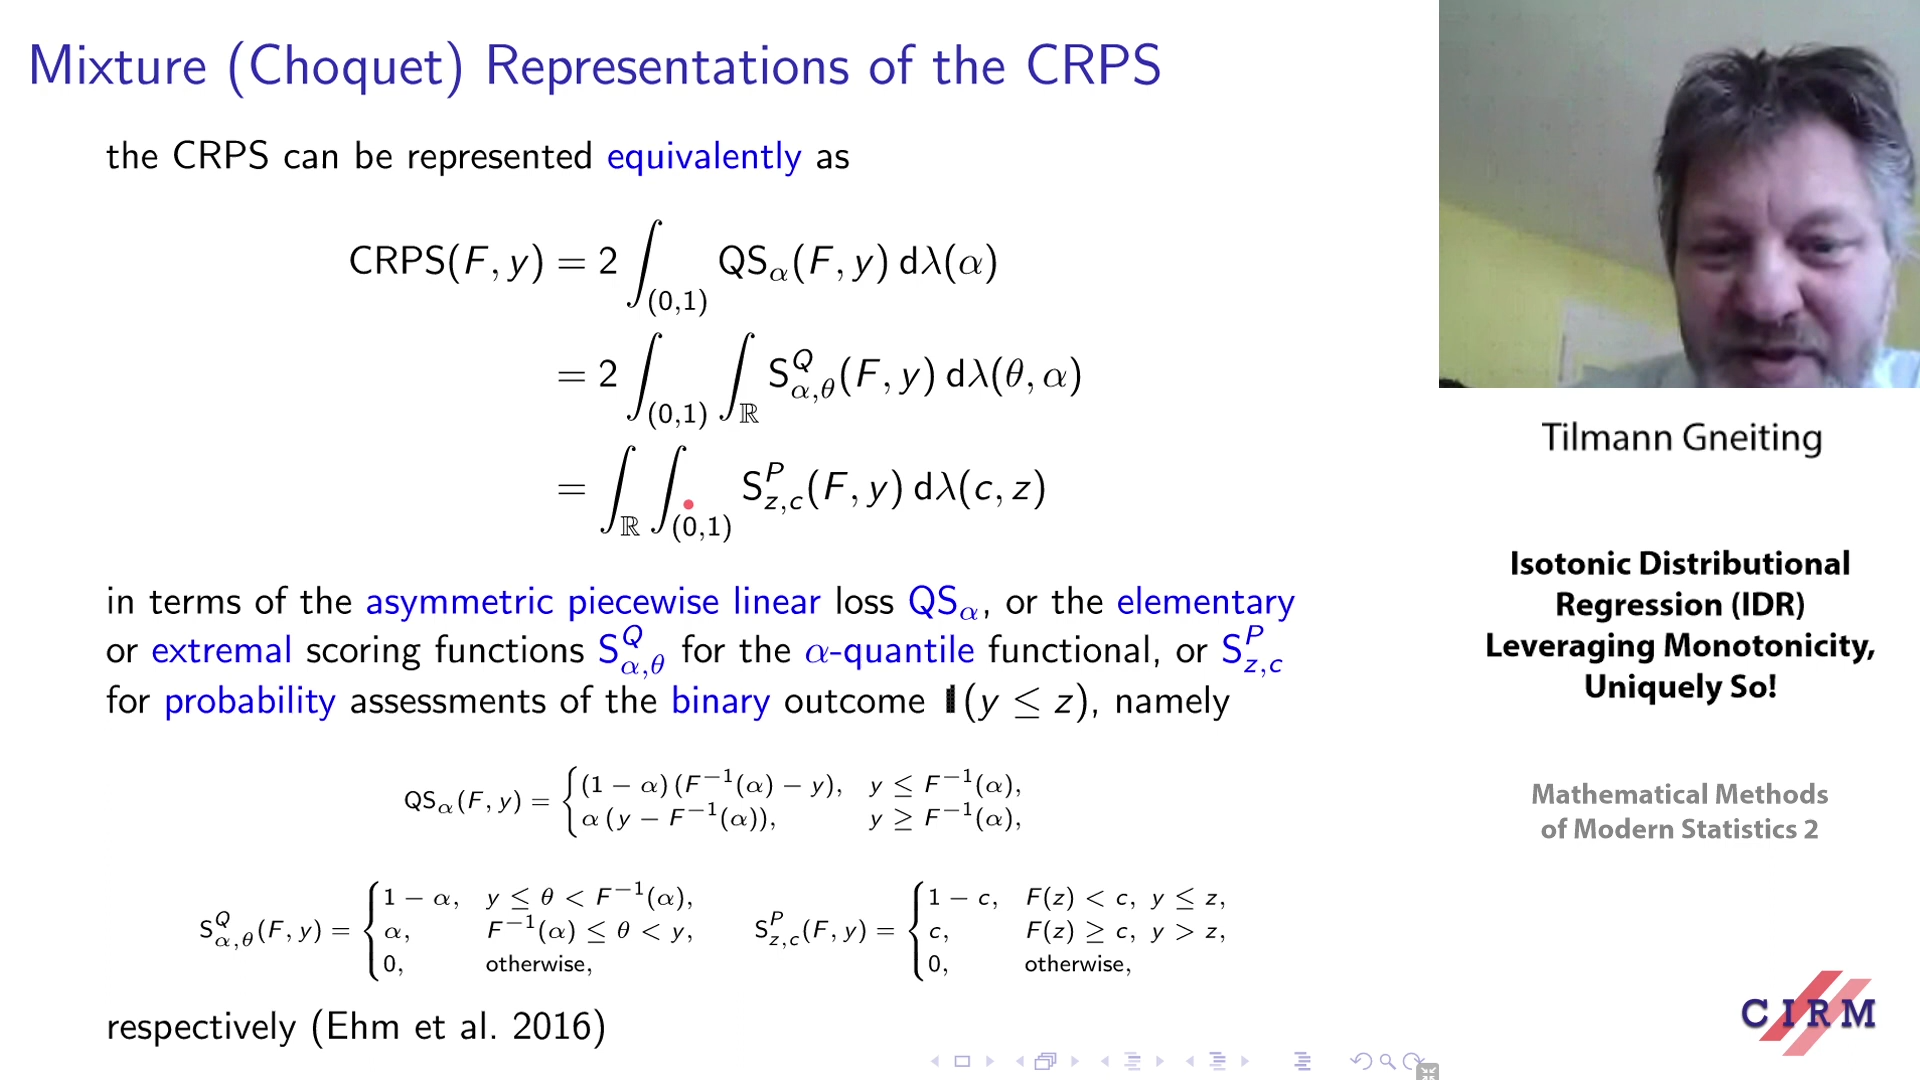 Mixture (Choquet) Representations of the CRPS
the CRPS can be represented equivalently as
CRPS(F, y) = 2 ∫_(0,1) QS_α(F, y) dλ(α)
= 2 ∫_(0,1) ∫_ℝ S^Q_α,θ(F, y) dλ(θ, α)
= ∫_ℝ ∫_(0,1) S^P_z,c(F, y) dλ(c, z)
in terms of the asymmetric piecewise linear loss QS_α, or the elementary
or extremal scoring functions S^Q_α,θ for the α-quantile functional, or S^P_z,c
for probability assessments of the binary outcome 𝟙(y ≤ z), namely
QS_α(F, y) = { (1 − α) (F⁻¹(α) − y), y ≤ F⁻¹(α),
α (y − F⁻¹(α)), y ≥ F⁻¹(α),
S^Q_α,θ(F, y) = { 1 − α, y ≤ θ < F⁻¹(α),
α, F⁻¹(α) ≤ θ < y,
0, otherwise,
S^P_z,c(F, y) = { 1 − c, F(z) < c, y ≤ z,
c, F(z) ≥ c, y > z,
0, otherwise,
respectively (Ehm et al. 2016)
Tilmann Gneiting
Isotonic Distributional
Regression (IDR)
Leveraging Monotonicity,
Uniquely So!
Mathematical Methods
of Modern Statistics 2
CIRM